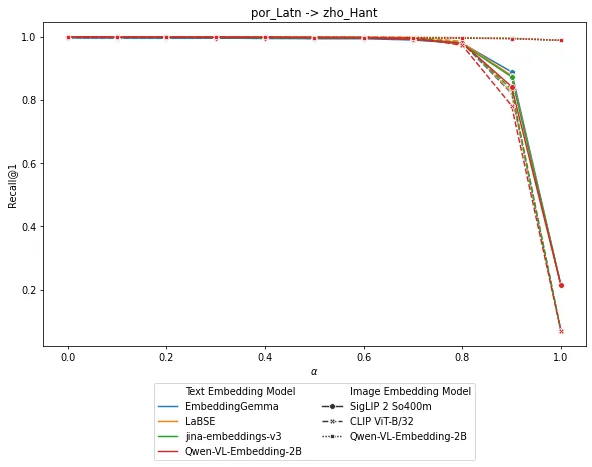 por_Latn -> zho_Hant
1.0
0.8
0.6
0.4
0.2
Recall@1
0.0 0.2 0.4 0.6 0.8 1.0
α
Text Embedding Model Image Embedding Model
EmbeddingGemma SigLIP 2 So400m
LaBSE CLIP ViT-B/32
jina-embeddings-v3 Qwen-VL-Embedding-2B
Qwen-VL-Embedding-2B